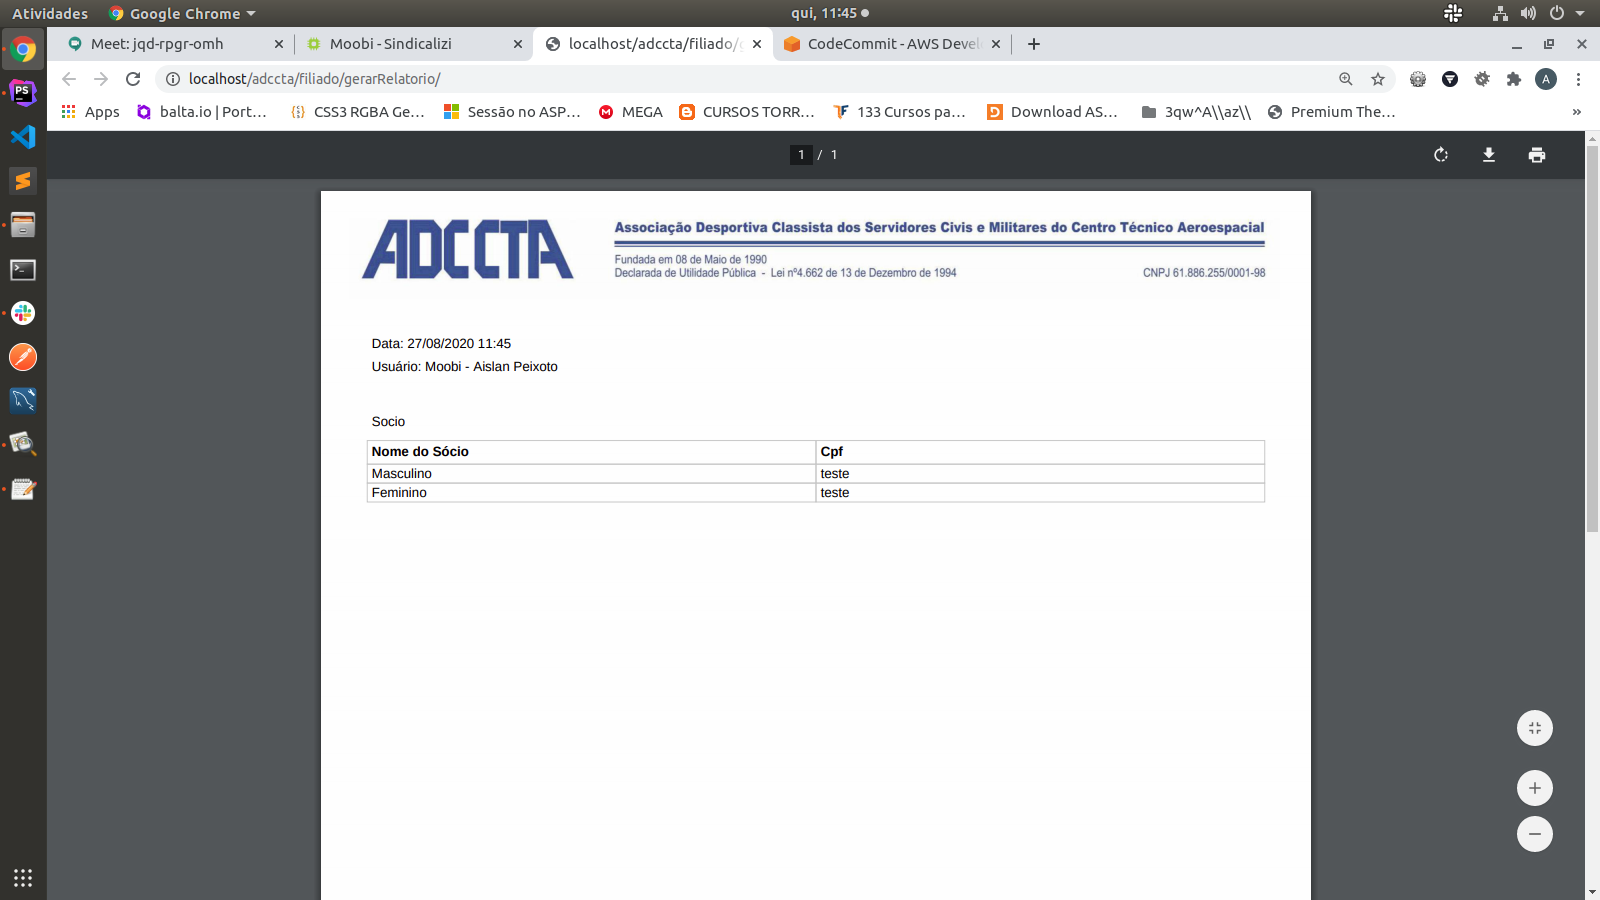 Atividades
Google Chrome
qui, 11:45
Meet: jqd-rpgr-omh
Moobi - Sindicalizi
localhost/adccta/filiado/g
CodeCommit - AWS Devel
localhost/adccta/filiado/gerarRelatorio/
A
Apps
balta.io | Port...
CSS3 RGBA Ge...
Sessão no ASP...
MEGA
CURSOS TORR...
133 Cursos pa...
Download AS...
3qw^A\\az\\
Premium The...
»
1 / 1
ADCCTA
Associação Desportiva Classista dos Servidores Civis e Militares do Centro Técnico Aeroespacial
Fundada em 08 de Maio de 1990
Declarada de Utilidade Pública - Lei nº4.662 de 13 de Dezembro de 1994
CNPJ 61.886.255/0001-98
Data: 27/08/2020 11:45
Usuário: Moobi - Aislan Peixoto
Socio
Nome do Sócio Cpf
Masculino teste
Feminino teste